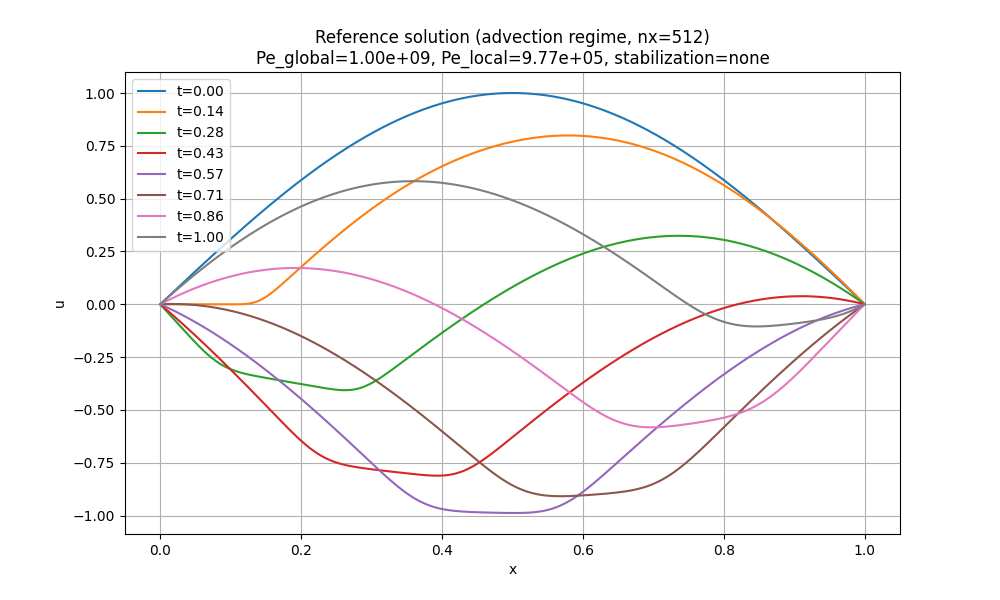 Reference solution (advection regime, nx=512)
Pe_global=1.00e+09, Pe_local=9.77e+05, stabilization=none
1.00
0.75
0.50
0.25
0.00
−0.25
−0.50
−0.75
−1.00
u
t=0.00
t=0.14
t=0.28
t=0.43
t=0.57
t=0.71
t=0.86
t=1.00
0.0
0.2
0.4
0.6
0.8
1.0
x